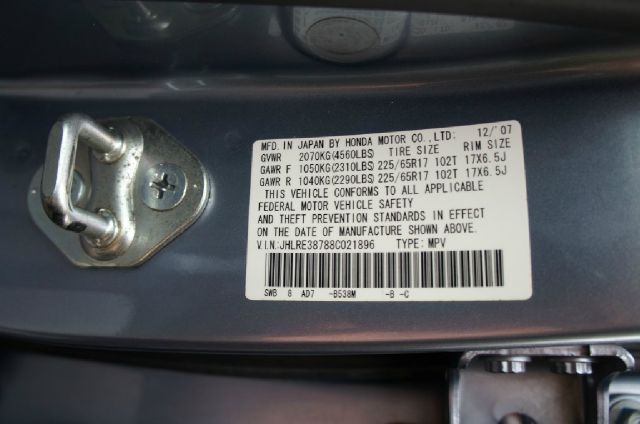 MFD. IN JAPAN BY HONDA MOTOR CO., LTD: 12/'07
GVWR 2070KG(4560LBS) TIRE SIZE RIM SIZE
GAWR F 1050KG(2310LBS) 225/65R17 102T 17X6.5J
GAWR R 1040KG(2290LBS) 225/65R17 102T 17X6.5J
THIS VEHICLE CONFORMS TO ALL APPLICABLE
FEDERAL MOTOR VEHICLE SAFETY
AND THEFT PREVENTION STANDARDS IN EFFECT
ON THE DATE OF MANUFACTURE SHOWN ABOVE.
V.I.N:JHLRE38788C021896 TYPE: MPV
SWB 8 AD7 -B538M -B -C